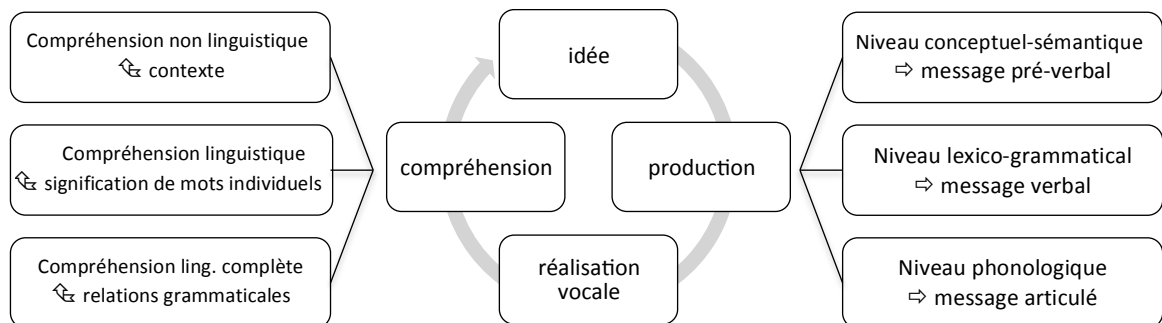 Compréhension non linguistique
⇖ contexte
Compréhension linguistique
⇖ signification de mots individuels
Compréhension ling. complète
⇖ relations grammaticales
idée
compréhension
production
réalisation
vocale
Niveau conceptuel-sémantique
⇨ message pré-verbal
Niveau lexico-grammatical
⇨ message verbal
Niveau phonologique
⇨ message articulé